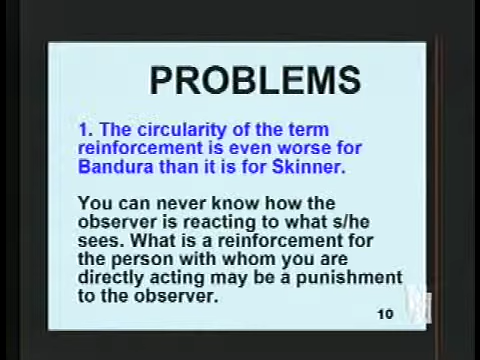 PROBLEMS
1. The circularity of the term
reinforcement is even worse for
Bandura than it is for Skinner.
You can never know how the
observer is reacting to what s/he
sees. What is a reinforcement for
the person with whom you are
directly acting may be a punishment
to the observer.
10